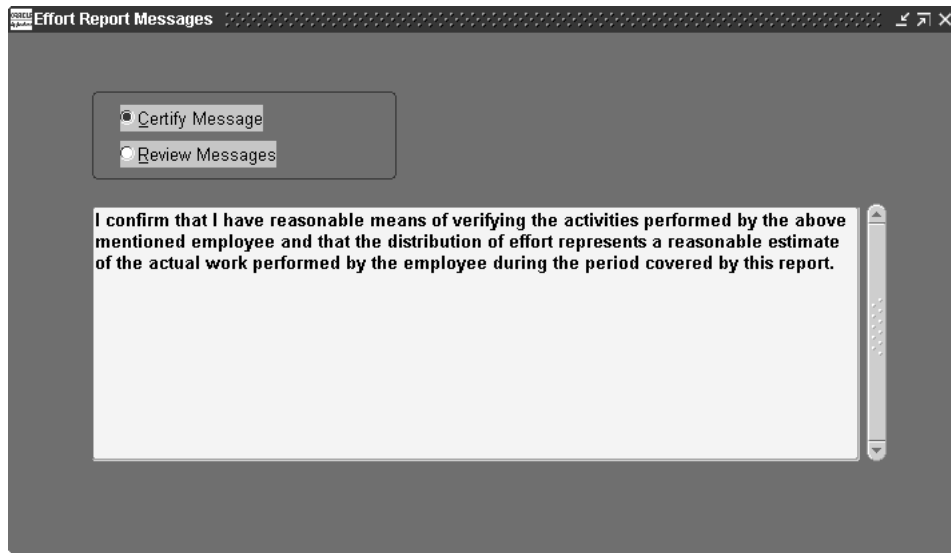 Effort Report Messages
Certify Message
Review Messages
I confirm that I have reasonable means of verifying the activities performed by the above
mentioned employee and that the distribution of effort represents a reasonable estimate
of the actual work performed by the employee during the period covered by this report.